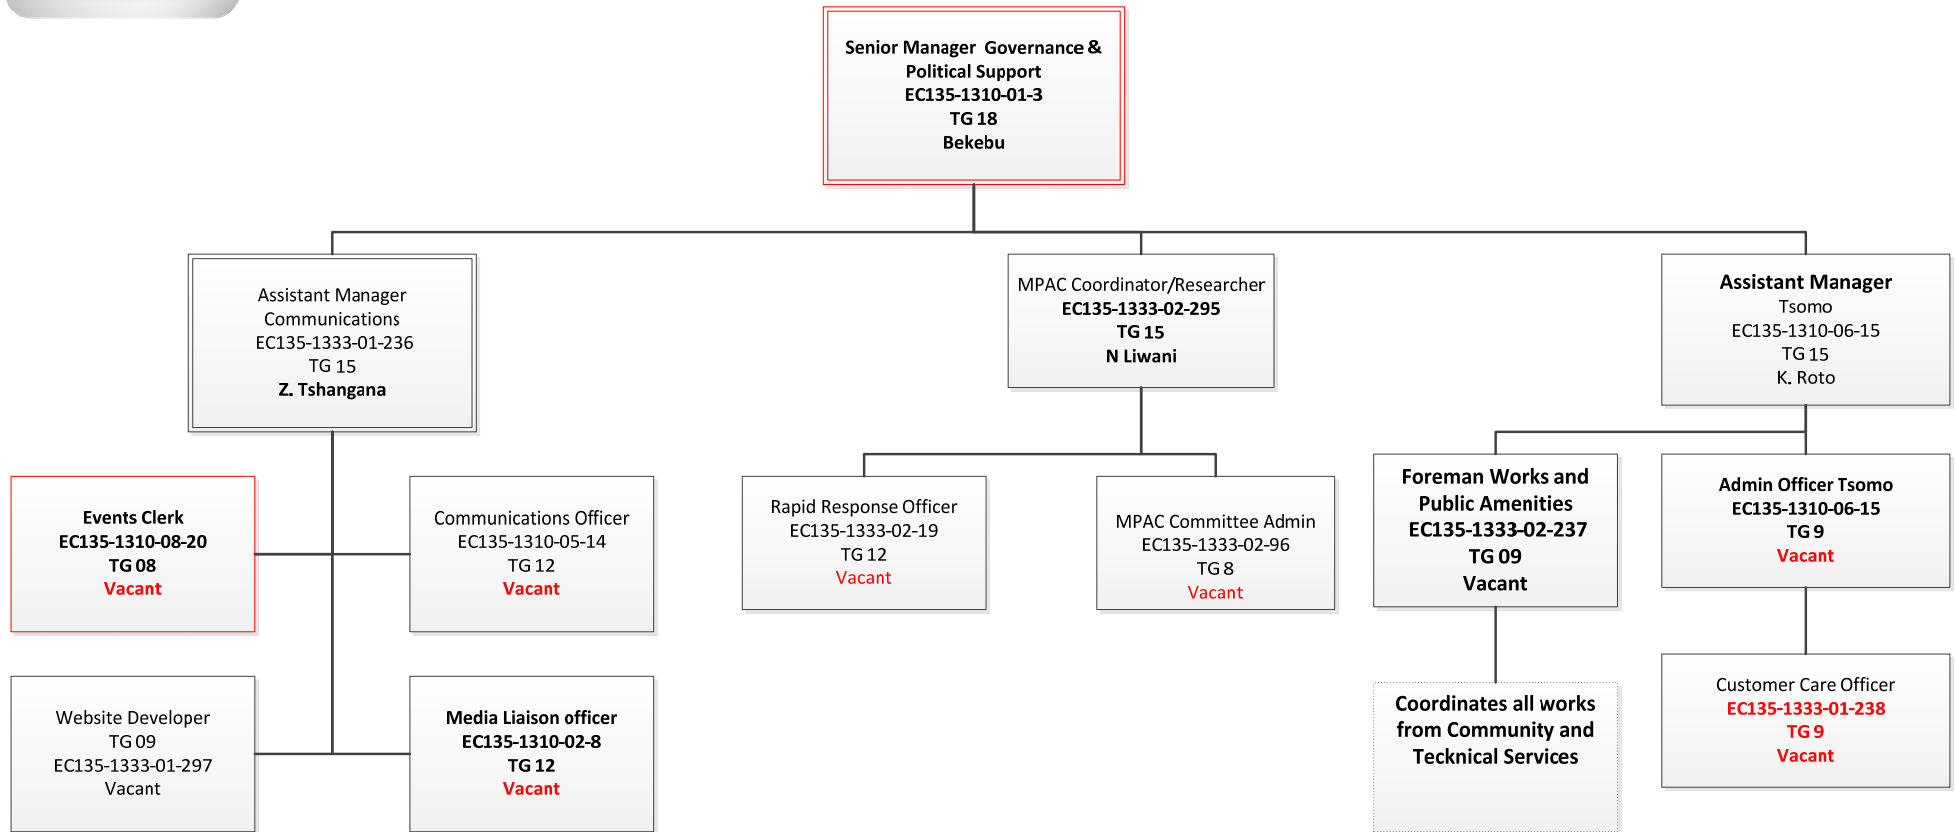 Senior Manager Governance &
Political Support
EC135-1310-01-3
TG 18
Bekebu
Assistant Manager
Communications
EC135-1333-01-236
TG 15
Z. Tshangana
MPAC Coordinator/Researcher
EC135-1333-02-295
TG 15
N Liwani
Assistant Manager
Tsomo
EC135-1310-06-15
TG 15
K. Roto
Events Clerk
EC135-1310-08-20
TG 08
Vacant
Communications Officer
EC135-1310-05-14
TG 12
Vacant
Rapid Response Officer
EC135-1333-02-19
TG 12
Vacant
MPAC Committee Admin
EC135-1333-02-96
TG 8
Vacant
Foreman Works and
Public Amenities
EC135-1333-02-237
TG 09
Vacant
Admin Officer Tsomo
EC135-1310-06-15
TG 9
Vacant
Website Developer
TG 09
EC135-1333-01-297
Vacant
Media Liaison officer
EC135-1310-02-8
TG 12
Vacant
Coordinates all works
from Community and
Tecknical Services
Customer Care Officer
EC135-1333-01-238
TG 9
Vacant